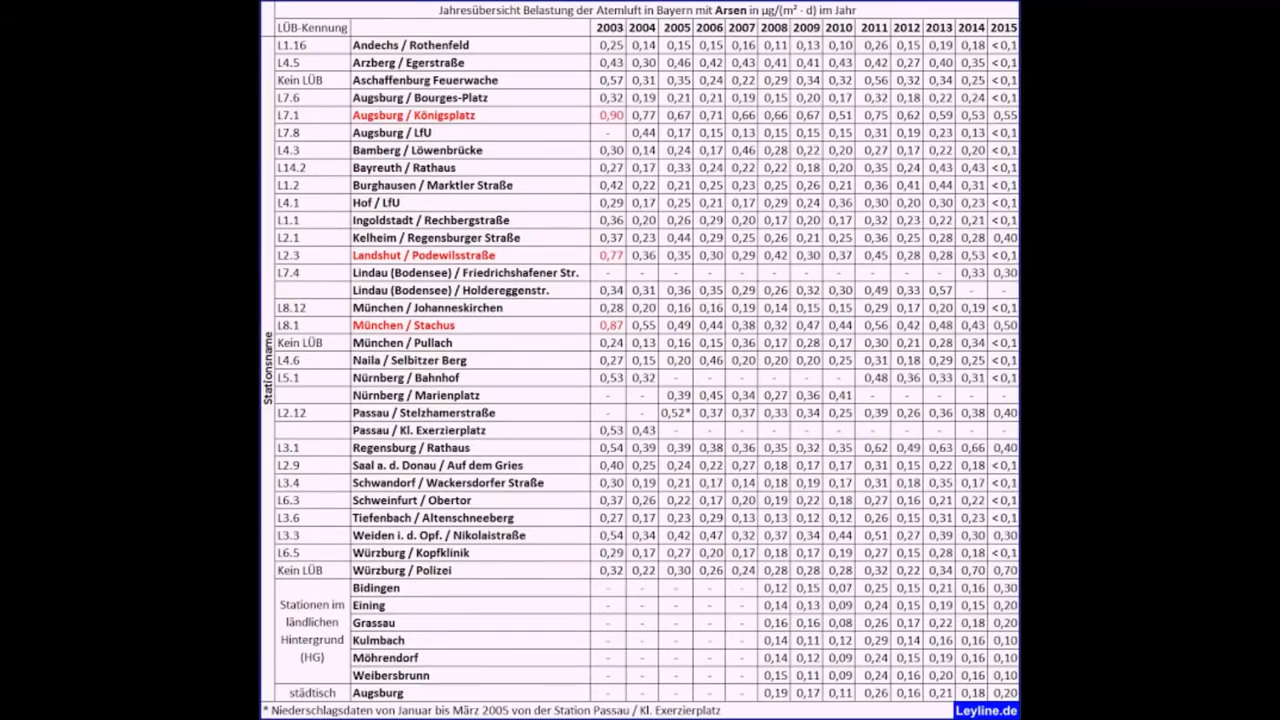 Jahresübersicht Belastung der Atemluft in Bayern mit Arsen in µg/(m² · d) im Jahr
LÜB-Kennung 2003 2004 2005 2006 2007 2008 2009 2010 2011 2012 2013 2014 2015
Stationsname
L1.16 Andechs / Rothenfeld 0,25 0,14 0,15 0,15 0,16 0,11 0,13 0,10 0,26 0,15 0,19 0,18 <0,1
L4.5 Arzberg / Egerstraße 0,43 0,30 0,46 0,42 0,43 0,41 0,41 0,43 0,42 0,27 0,40 0,35 <0,1
Kein LÜB Aschaffenburg Feuerwache 0,57 0,31 0,35 0,24 0,22 0,29 0,34 0,32 0,56 0,32 0,34 0,25 <0,1
L7.6 Augsburg / Bourges-Platz 0,32 0,19 0,21 0,21 0,19 0,15 0,20 0,17 0,32 0,18 0,22 0,24 <0,1
L7.1 Augsburg / Königsplatz 0,90 0,77 0,67 0,71 0,66 0,66 0,67 0,51 0,75 0,62 0,59 0,53 0,55
L7.8 Augsburg / LfU - 0,44 0,17 0,15 0,13 0,15 0,15 0,15 0,31 0,19 0,23 0,13 <0,1
L4.3 Bamberg / Löwenbrücke 0,30 0,14 0,24 0,17 0,46 0,28 0,22 0,20 0,27 0,17 0,22 0,20 <0,1
L14.2 Bayreuth / Rathaus 0,27 0,17 0,33 0,24 0,22 0,22 0,18 0,20 0,35 0,24 0,43 0,43 <0,1
L1.2 Burghausen / Marktler Straße 0,42 0,22 0,21 0,25 0,23 0,25 0,26 0,21 0,36 0,41 0,44 0,31 <0,1
L4.1 Hof / LfU 0,29 0,17 0,25 0,21 0,17 0,29 0,24 0,36 0,30 0,20 0,30 0,23 <0,1
L1.1 Ingoldstadt / Rechbergstraße 0,36 0,20 0,26 0,29 0,20 0,17 0,20 0,17 0,32 0,23 0,22 0,21 <0,1
L2.1 Kelheim / Regensburger Straße 0,37 0,23 0,44 0,29 0,25 0,26 0,21 0,25 0,36 0,25 0,28 0,28 0,40
L2.3 Landshut / Podewilsstraße 0,77 0,36 0,35 0,30 0,29 0,42 0,30 0,37 0,45 0,28 0,28 0,53 <0,1
L7.4 Lindau (Bodensee) / Friedrichshafener Str. - - - - - - - - - - - 0,33 0,30
Lindau (Bodensee) / Holdereggenstr. 0,34 0,31 0,36 0,35 0,29 0,26 0,32 0,30 0,49 0,33 0,57 - -
L8.12 München / Johanneskirchen 0,28 0,20 0,16 0,16 0,19 0,14 0,15 0,15 0,29 0,17 0,20 0,19 <0,1
L8.1 München / Stachus 0,87 0,55 0,49 0,44 0,38 0,32 0,47 0,44 0,56 0,42 0,48 0,43 0,50
Kein LÜB München / Pullach 0,24 0,13 0,16 0,15 0,36 0,17 0,28 0,17 0,30 0,21 0,28 0,34 <0,1
L4.6 Naila / Selbitzer Berg 0,27 0,15 0,20 0,46 0,20 0,20 0,20 0,25 0,31 0,18 0,29 0,25 <0,1
L5.1 Nürnberg / Bahnhof 0,53 0,32 - - - - - - 0,48 0,36 0,33 0,31 <0,1
Nürnberg / Marienplatz - - 0,39 0,45 0,34 0,27 0,36 0,41 - - - - -
L2.12 Passau / Stelzhamerstraße - - 0,52* 0,37 0,37 0,33 0,34 0,25 0,39 0,26 0,36 0,38 0,40
Passau / Kl. Exerzierplatz 0,53 0,43 - - - - - - - - - - -
L3.1 Regensburg / Rathaus 0,54 0,39 0,39 0,38 0,36 0,35 0,32 0,35 0,62 0,49 0,63 0,66 0,40
L2.9 Saal a. d. Donau / Auf dem Gries 0,40 0,25 0,24 0,22 0,27 0,18 0,17 0,17 0,31 0,15 0,22 0,18 <0,1
L3.4 Schwandorf / Wackersdorfer Straße 0,30 0,19 0,21 0,17 0,14 0,18 0,19 0,17 0,31 0,18 0,35 0,17 <0,1
L6.3 Schweinfurt / Obertor 0,37 0,26 0,22 0,17 0,20 0,19 0,22 0,18 0,27 0,16 0,21 0,22 <0,1
L3.6 Tiefenbach / Altenschneeberg 0,27 0,17 0,23 0,29 0,13 0,13 0,12 0,12 0,26 0,15 0,31 0,23 <0,1
L3.3 Weiden i. d. Opf. / Nikolaistraße 0,54 0,34 0,42 0,47 0,32 0,37 0,34 0,44 0,51 0,27 0,39 0,30 0,30
L6.5 Würzburg / Kopfklinik 0,29 0,17 0,27 0,20 0,17 0,18 0,17 0,19 0,27 0,15 0,28 0,18 <0,1
Kein LÜB Würzburg / Polizei 0,32 0,22 0,30 0,26 0,24 0,28 0,28 0,28 0,32 0,22 0,34 0,70 0,70
Bidingen - - - - - 0,12 0,15 0,07 0,25 0,15 0,21 0,16 0,30
Stationen im Eining - - - - - 0,14 0,13 0,09 0,24 0,15 0,19 0,15 0,20
ländlichen Grassau - - - - - 0,16 0,16 0,08 0,26 0,17 0,22 0,18 0,20
Hintergrund Kulmbach - - - - - 0,14 0,11 0,12 0,29 0,14 0,16 0,16 0,10
(HG) Möhrendorf - - - - - 0,14 0,12 0,09 0,24 0,15 0,19 0,16 0,10
Weibersbrunn - - - - - 0,15 0,11 0,09 0,24 0,16 0,20 0,16 0,10
städtisch Augsburg - - - - - 0,19 0,17 0,11 0,26 0,16 0,21 0,18 0,20
* Niederschlagsdaten von Januar bis März 2005 von der Station Passau / Kl. Exerzierplatz Leyline.de